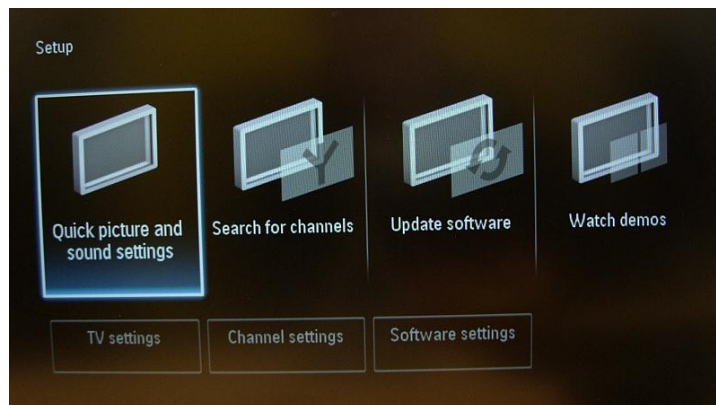 Setup
Quick picture and
sound settings
Search for channels
Update software
Watch demos
TV settings
Channel settings
Software settings